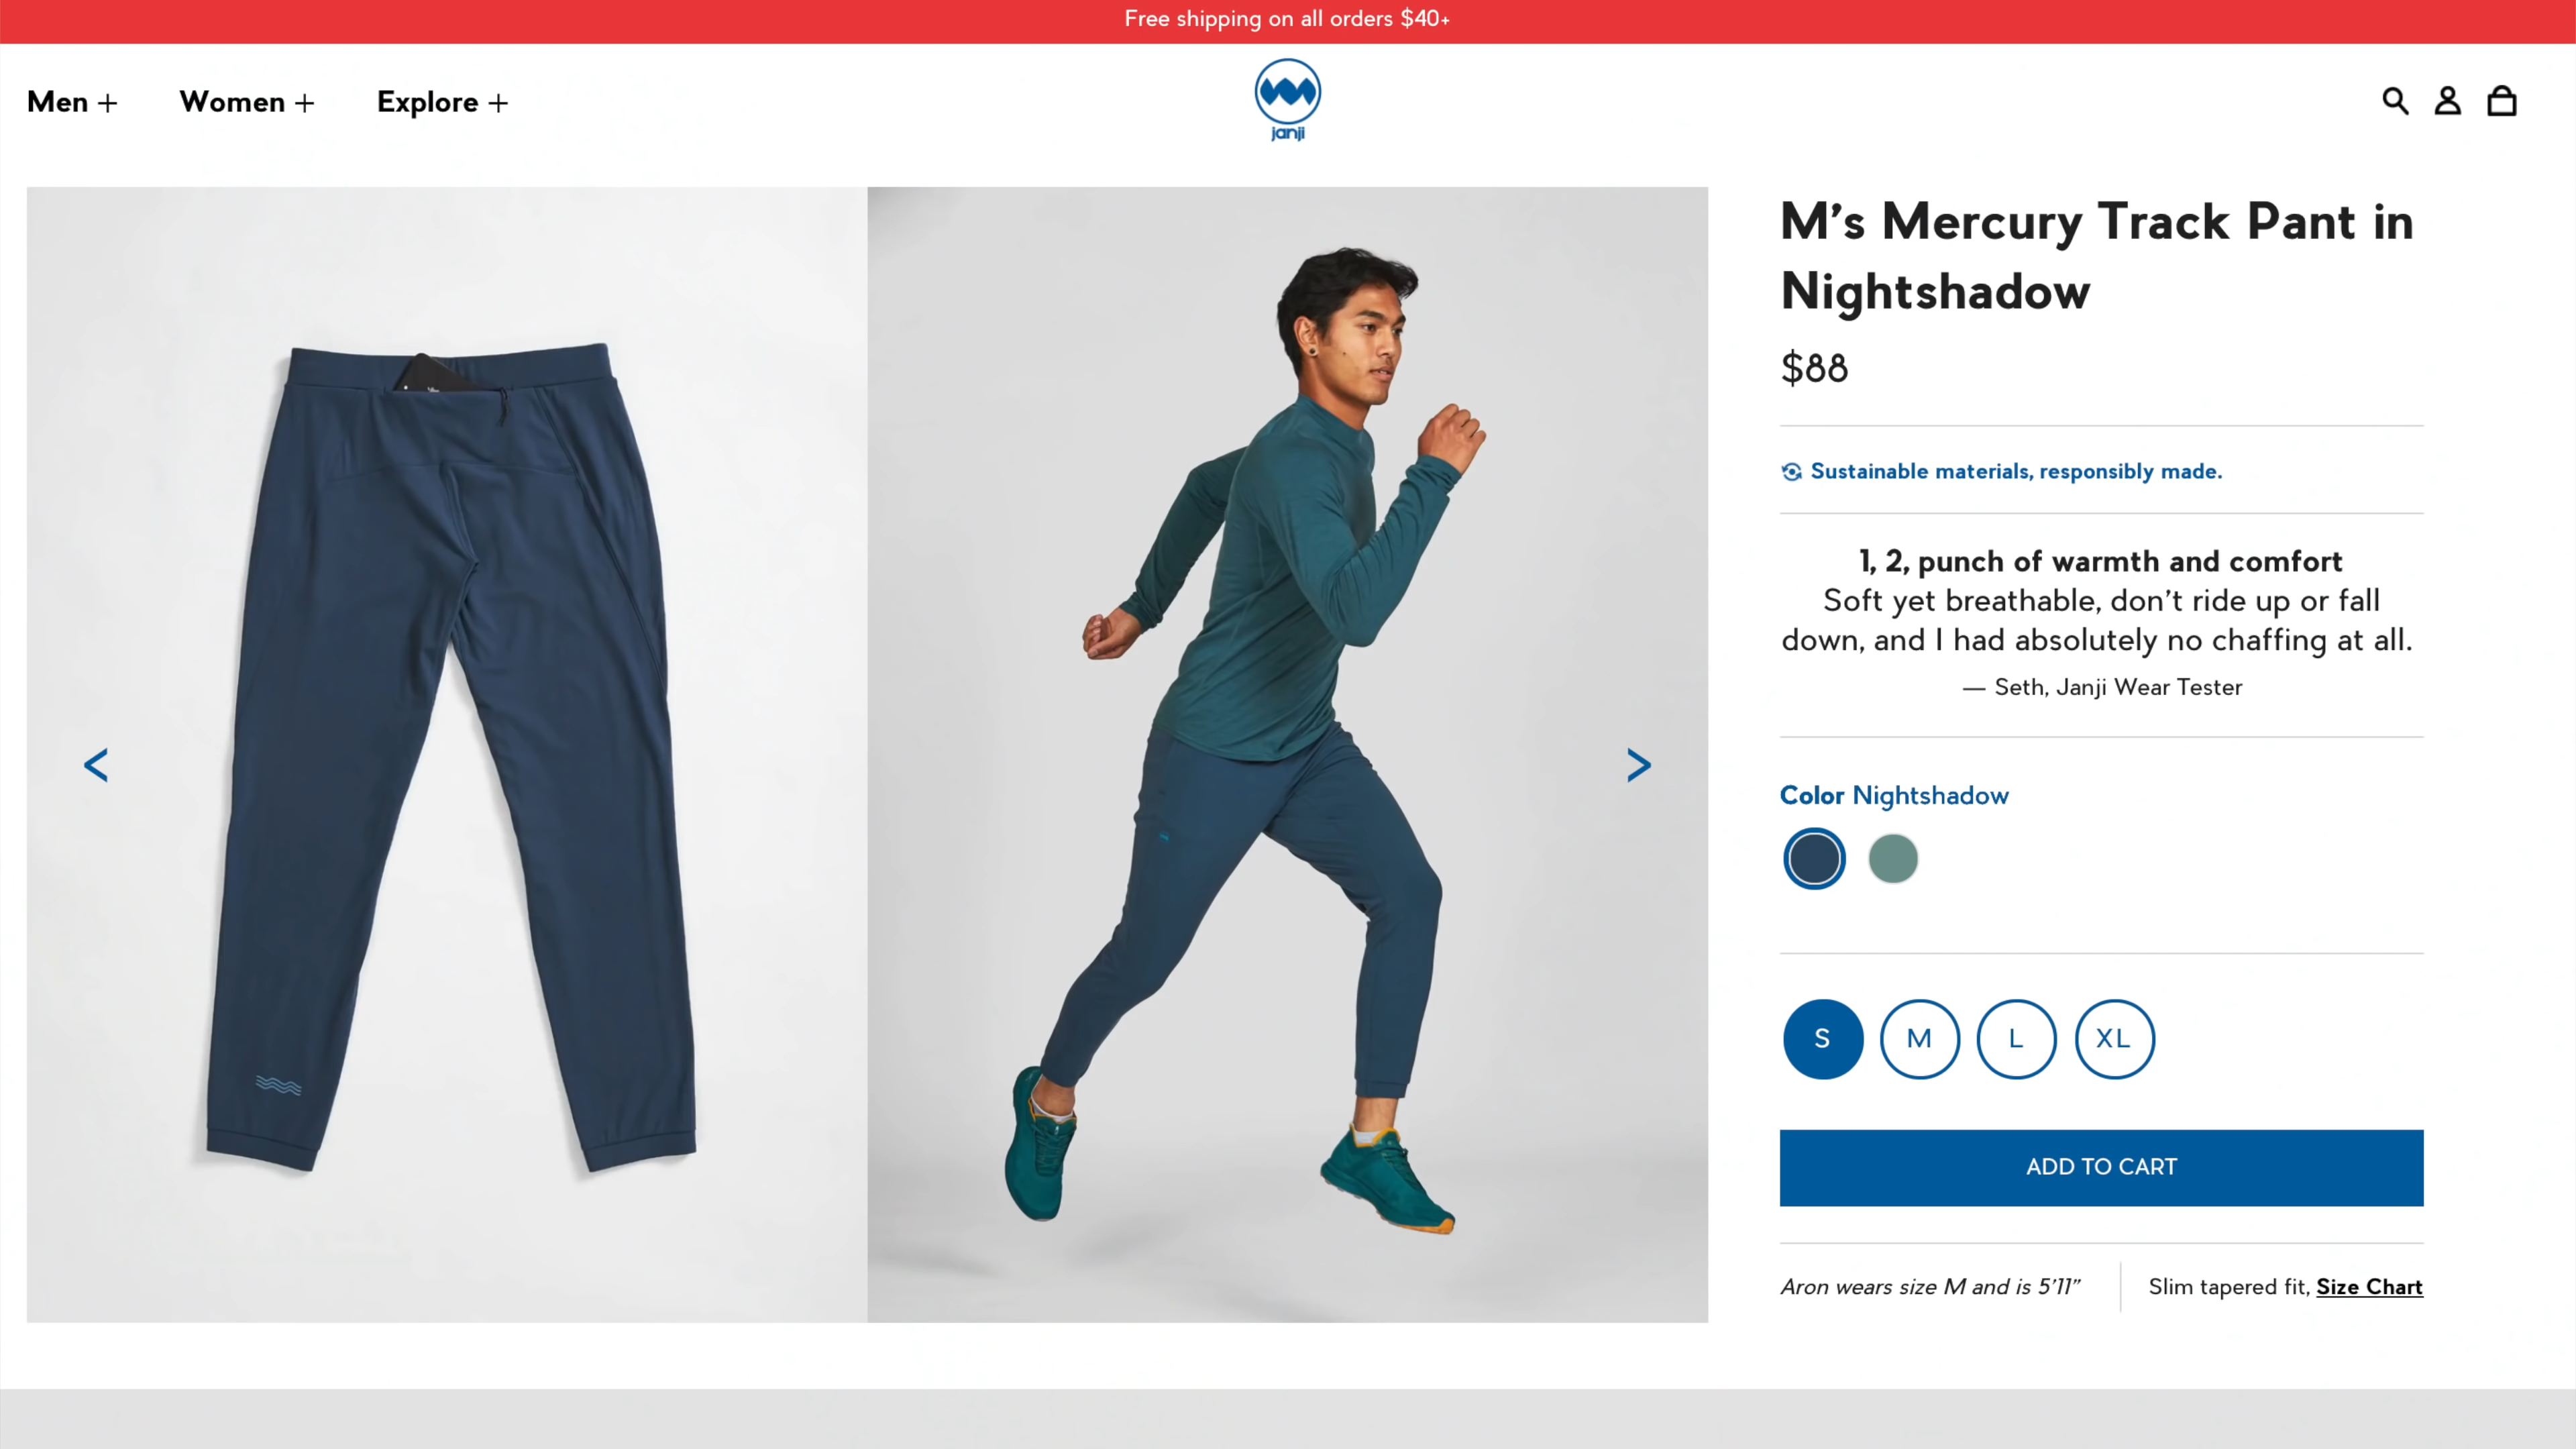 Free shipping on all orders $40+
Men +
Women +
Explore +
janji
M’s Mercury Track Pant in
Nightshadow
$88
Sustainable materials, responsibly made.
1, 2, punch of warmth and comfort
Soft yet breathable, don’t ride up or fall
down, and I had absolutely no chaffing at all.
— Seth, Janji Wear Tester
<
>
Color Nightshadow
S
M
L
XL
ADD TO CART
Aron wears size M and is 5’11”
Slim tapered fit, Size Chart